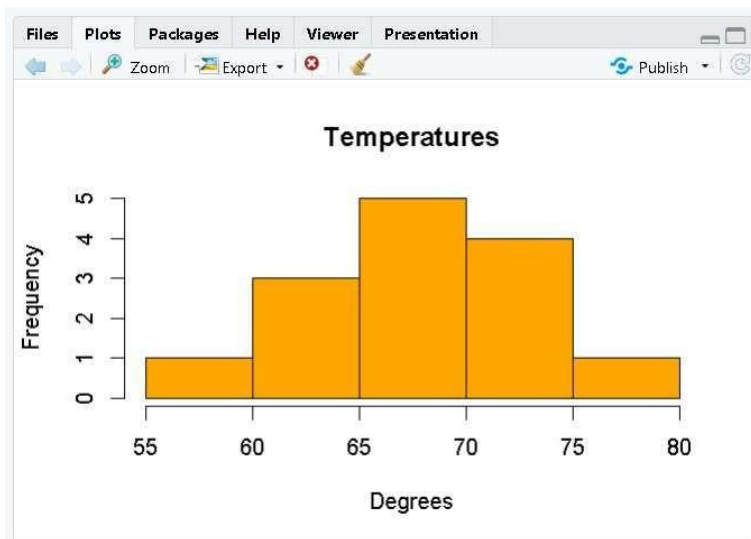 Files Plots Packages Help Viewer Presentation
Zoom Export Publish
Temperatures
Frequency
5
4
3
2
1
0
55 60 65 70 75 80
Degrees